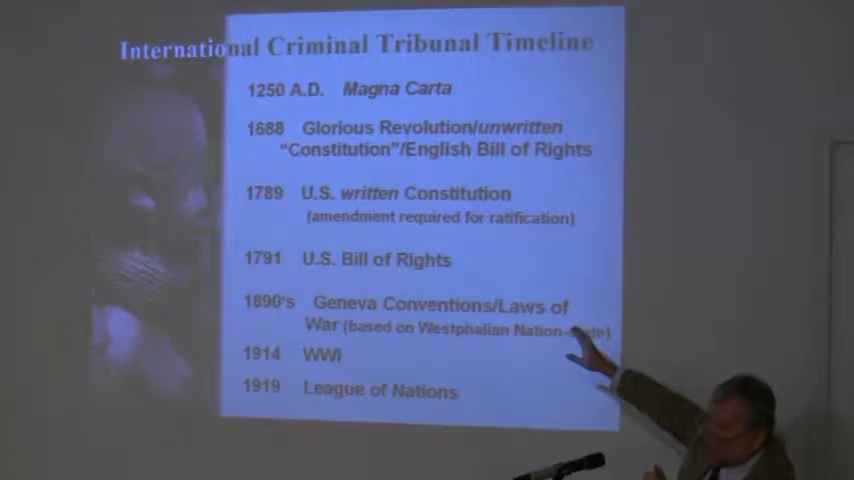 International Criminal Tribunal Timeline
1250 A.D. Magna Carta
1688 Glorious Revolution/unwritten
“Constitution”/English Bill of Rights
1789 U.S. written Constitution
(amendment required for ratification)
1791 U.S. Bill of Rights
1890's Geneva Conventions/Laws of
War (based on Westphalian
1914 WWI
1919 League of Nations